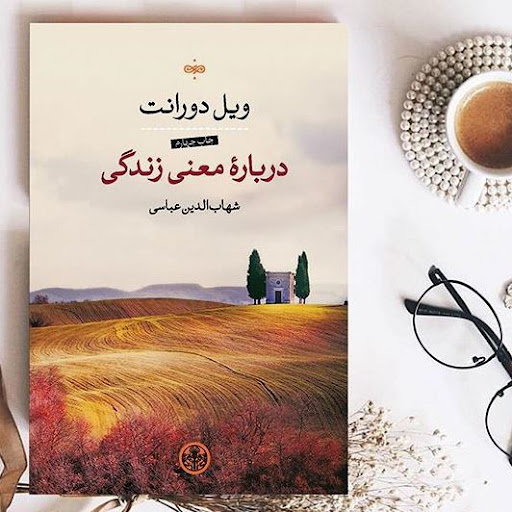 ویل دورانت
چاپ چهارم
دربارهٔ معنی زندگی
شهاب‌الدین عباسی